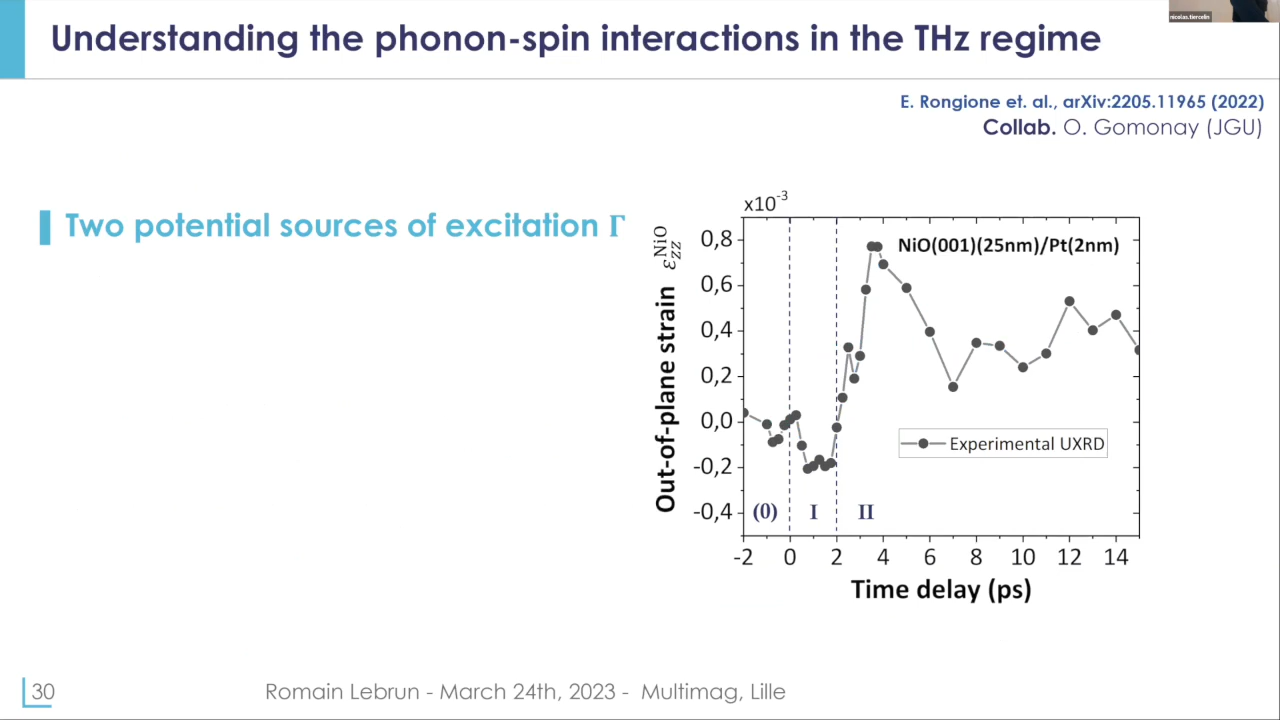 nicolas.tiercelin
Understanding the phonon-spin interactions in the THz regime
E. Rongione et. al., arXiv:2205.11965 (2022)
Collab. O. Gomonay (JGU)
Two potential sources of excitation Γ
x10⁻³
Out-of-plane strain ε_zz^NiO
0,8
0,6
0,4
0,2
0,0
-0,2
-0,4
NiO(001)(25nm)/Pt(2nm)
Experimental UXRD
(0) I II
-2 0 2 4 6 8 10 12 14
Time delay (ps)
30
Romain Lebrun - March 24th, 2023 - Multimag, Lille